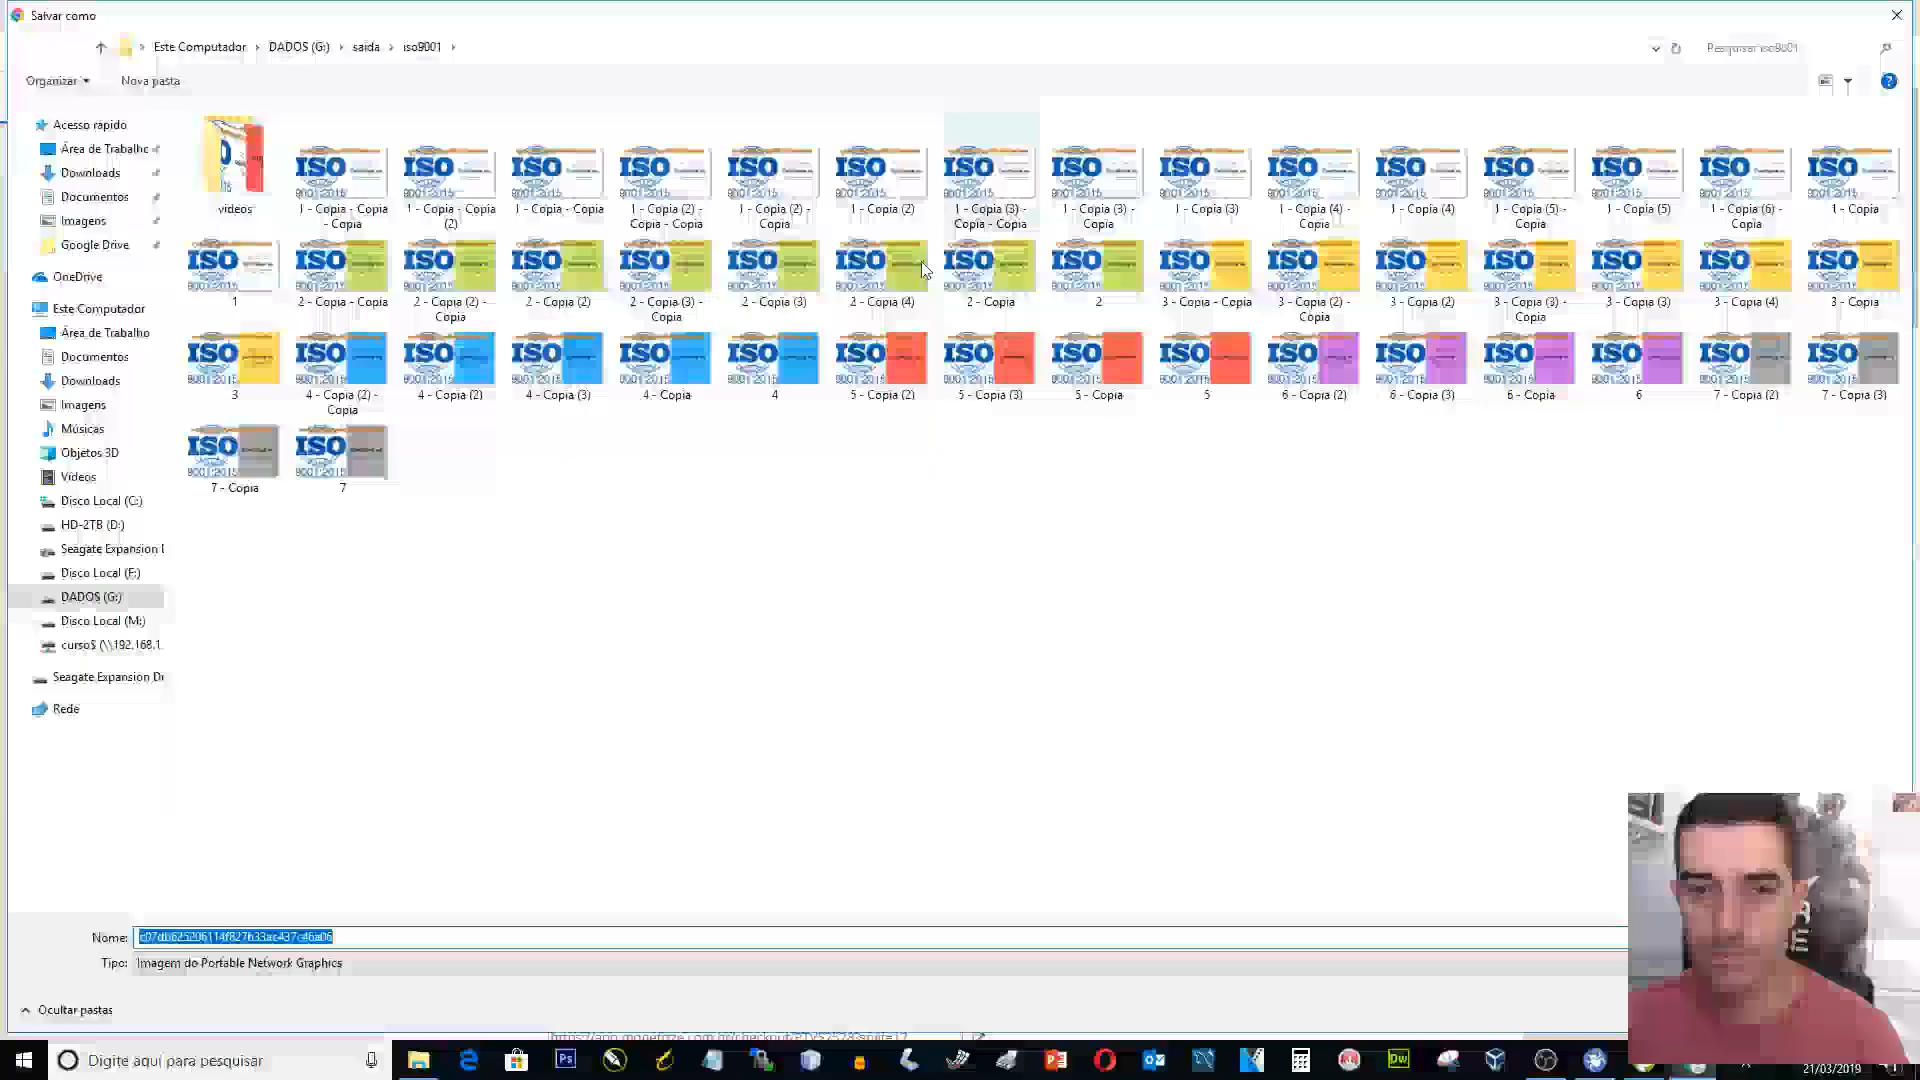 Salvar como
Este Computador > DADOS (G:) > saida > iso9001 >
Pesquisar iso9001
Organizar
Nova pasta
Acesso rápido
Área de Trabalho
Downloads
Documentos
Imagens
Google Drive
OneDrive
Este Computador
Área de Trabalho
Documentos
Downloads
Imagens
Músicas
Objetos 3D
Vídeos
Disco Local (C:)
HD-2TB (D:)
Seagate Expansion D
Disco Local (F:)
DADOS (G:)
Disco Local (M:)
curso$ (\\192.168.1.
Seagate Expansion Dr
Rede
videos
1 - Copia - Copia - Copia
1 - Copia - Copia (2)
1 - Copia - Copia
1 - Copia (2) - Copia - Copia
1 - Copia (2) - Copia
1 - Copia (2)
1 - Copia (3) - Copia - Copia
1 - Copia (3) - Copia
1 - Copia (3)
1 - Copia (4) - Copia
1 - Copia (4)
1 - Copia (5) - Copia
1 - Copia (5)
1 - Copia (6) - Copia
1 - Copia
1
2 - Copia - Copia
2 - Copia (2) - Copia
2 - Copia (2)
2 - Copia (3) - Copia
2 - Copia (3)
2 - Copia (4)
2 - Copia
2
3 - Copia - Copia
3 - Copia (2) - Copia
3 - Copia (2)
3 - Copia (3) - Copia
3 - Copia (3)
3 - Copia (4)
3 - Copia
3
4 - Copia (2) - Copia
4 - Copia (2)
4 - Copia (3)
4 - Copia
4
5 - Copia (2)
5 - Copia (3)
5 - Copia
5
6 - Copia (2)
6 - Copia (3)
6 - Copia
6
7 - Copia (2)
7 - Copia (3)
7 - Copia
7
ISO
9001:2015
Nome:
Tipo: Imagem do Portable Network Graphics
Ocultar pastas
Digite aqui para pesquisar
21/03/2019